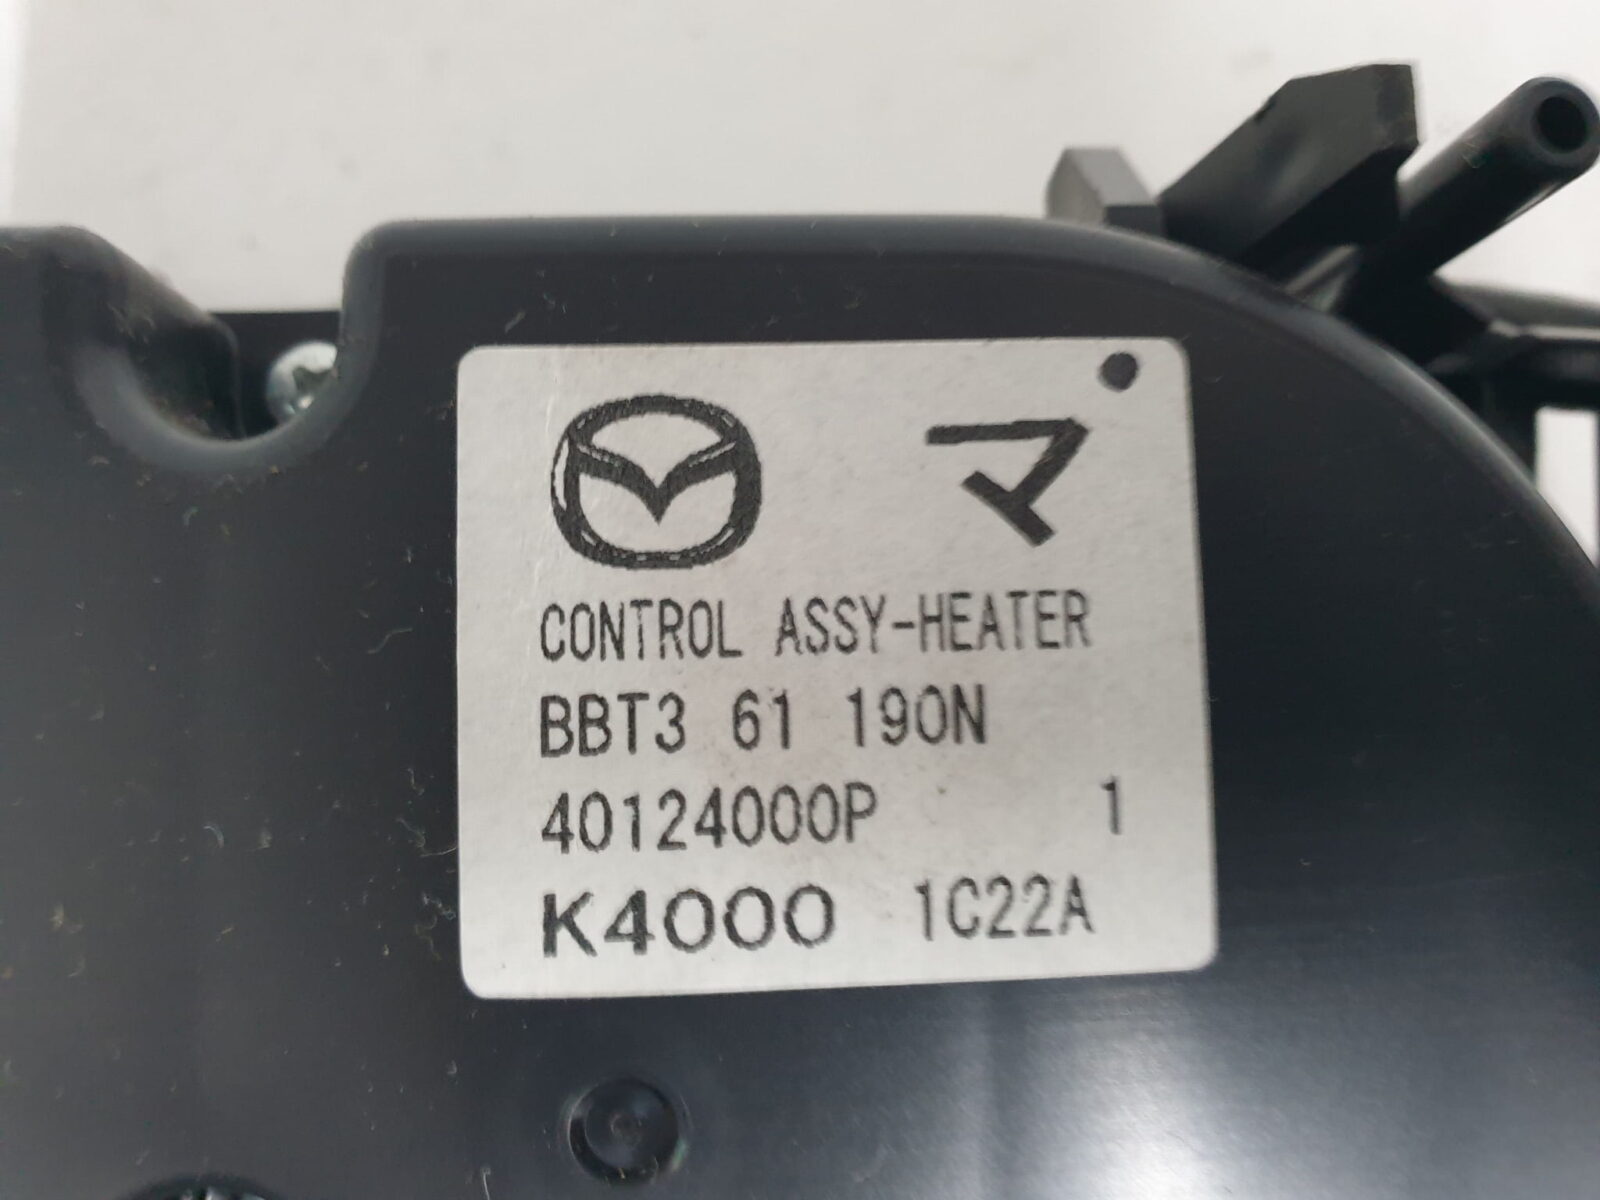 マ
CONTROL ASSY-HEATER
BBT3 61 190N
40124000P 1
K4000 1C22A